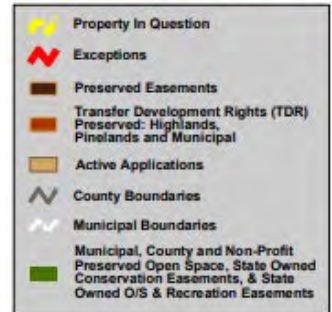 Property In Question
Exceptions
Preserved Easements
Transfer Development Rights (TDR)
Preserved: Highlands,
Pinelands and Municipal
Active Applications
County Boundaries
Municipal Boundaries
Municipal, County and Non-Profit
Preserved Open Space, State Owned
Conservation Easements, & State
Owned O/S & Recreation Easements